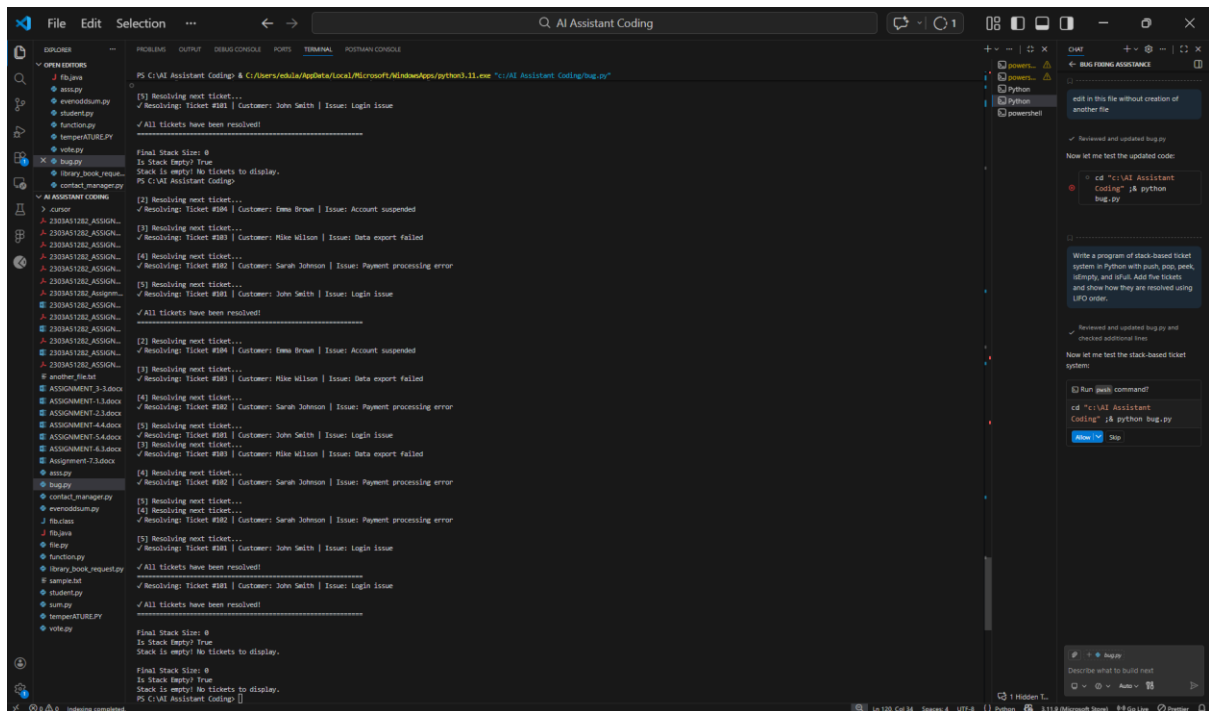 File Edit Selection ...
AI Assistant Coding
1
EXPLORER
OPEN EDITORS
J fib.java
asss.py
evenoddsum.py
student.py
function.py
temperATURE.PY
vote.py
bug.py
library_book_reque...
contact_manager.py
AI ASSISTANT CODING
.cursor
2303A51282_ASSIGN...
2303A51282_ASSIGN...
2303A51282_ASSIGN...
2303A51282_ASSIGN...
2303A51282_ASSIGN...
2303A51282_ASSIGN...
2303A51282_Assignm...
2303A51282_ASSIGN...
2303A51282_ASSIGN...
2303A51282_ASSIGN...
2303A51282_ASSIGN...
2303A51282_ASSIGN...
2303A51282_ASSIGN...
another_file.txt
ASSIGNMENT_3-3.docx
ASSIGNMENT-1.3.docx
ASSIGNMENT-2.3.docx
ASSIGNMENT-4.4.docx
ASSIGNMENT-5.4.docx
ASSIGNMENT-6.3.docx
Assignment-7.3.docx
asss.py
bug.py
contact_manager.py
evenoddsum.py
fib.class
J fib.java
file.py
function.py
library_book_request.py
sample.txt
student.py
sum.py
temperATURE.PY
vote.py
PROBLEMS OUTPUT DEBUG CONSOLE PORTS TERMINAL POSTMAN CONSOLE
PS C:\AI Assistant Coding> & C:/Users/edula/AppData/Local/Microsoft/WindowsApps/python3.11.exe "c:/AI Assistant Coding/bug.py"
[5] Resolving next ticket...
✓ Resolving: Ticket #101 | Customer: John Smith | Issue: Login issue
✓ All tickets have been resolved!
============================================================
Final Stack Size: 0
Is Stack Empty? True
Stack is empty! No tickets to display.
PS C:\AI Assistant Coding>
[2] Resolving next ticket...
✓ Resolving: Ticket #104 | Customer: Emma Brown | Issue: Account suspended
[3] Resolving next ticket...
✓ Resolving: Ticket #103 | Customer: Mike Wilson | Issue: Data export failed
[4] Resolving next ticket...
✓ Resolving: Ticket #102 | Customer: Sarah Johnson | Issue: Payment processing error
[5] Resolving next ticket...
✓ Resolving: Ticket #101 | Customer: John Smith | Issue: Login issue
✓ All tickets have been resolved!
============================================================
[2] Resolving next ticket...
✓ Resolving: Ticket #104 | Customer: Emma Brown | Issue: Account suspended
[3] Resolving next ticket...
✓ Resolving: Ticket #103 | Customer: Mike Wilson | Issue: Data export failed
[4] Resolving next ticket...
✓ Resolving: Ticket #102 | Customer: Sarah Johnson | Issue: Payment processing error
[5] Resolving next ticket...
✓ Resolving: Ticket #101 | Customer: John Smith | Issue: Login issue
[3] Resolving next ticket...
✓ Resolving: Ticket #103 | Customer: Mike Wilson | Issue: Data export failed
[4] Resolving next ticket...
✓ Resolving: Ticket #102 | Customer: Sarah Johnson | Issue: Payment processing error
[5] Resolving next ticket...
[4] Resolving next ticket...
✓ Resolving: Ticket #102 | Customer: Sarah Johnson | Issue: Payment processing error
[5] Resolving next ticket...
✓ Resolving: Ticket #101 | Customer: John Smith | Issue: Login issue
✓ All tickets have been resolved!
============================================================
✓ Resolving: Ticket #101 | Customer: John Smith | Issue: Login issue
✓ All tickets have been resolved!
============================================================
Final Stack Size: 0
Is Stack Empty? True
Stack is empty! No tickets to display.
Final Stack Size: 0
Is Stack Empty? True
Stack is empty! No tickets to display.
PS C:\AI Assistant Coding>
powers...
powers...
Python
Python
powershell
1 Hidden T...
CHAT
BUG FIXING ASSISTANCE
edit in this file without creation of
another file
Reviewed and updated bug.py
Now let me test the updated code:
cd "c:\AI Assistant
Coding" ;& python
bug.py
Write a program of stack-based ticket
system in Python with push, pop, peek,
isEmpty, and isFull. Add five tickets
and show how they are resolved using
LIFO order.
Reviewed and updated bug.py and
checked additional lines
Now let me test the stack-based ticket
system:
Run pwsh command?
cd "c:\AI Assistant
Coding" ;& python bug.py
Allow Skip
bug.py
Describe what to build next
Auto
0 0 0 Indexing completed.
Ln 120, Col 14 Spaces: 4 UTF-8 { } Python 3.11.9 (Microsoft Store) Go Live Prettier